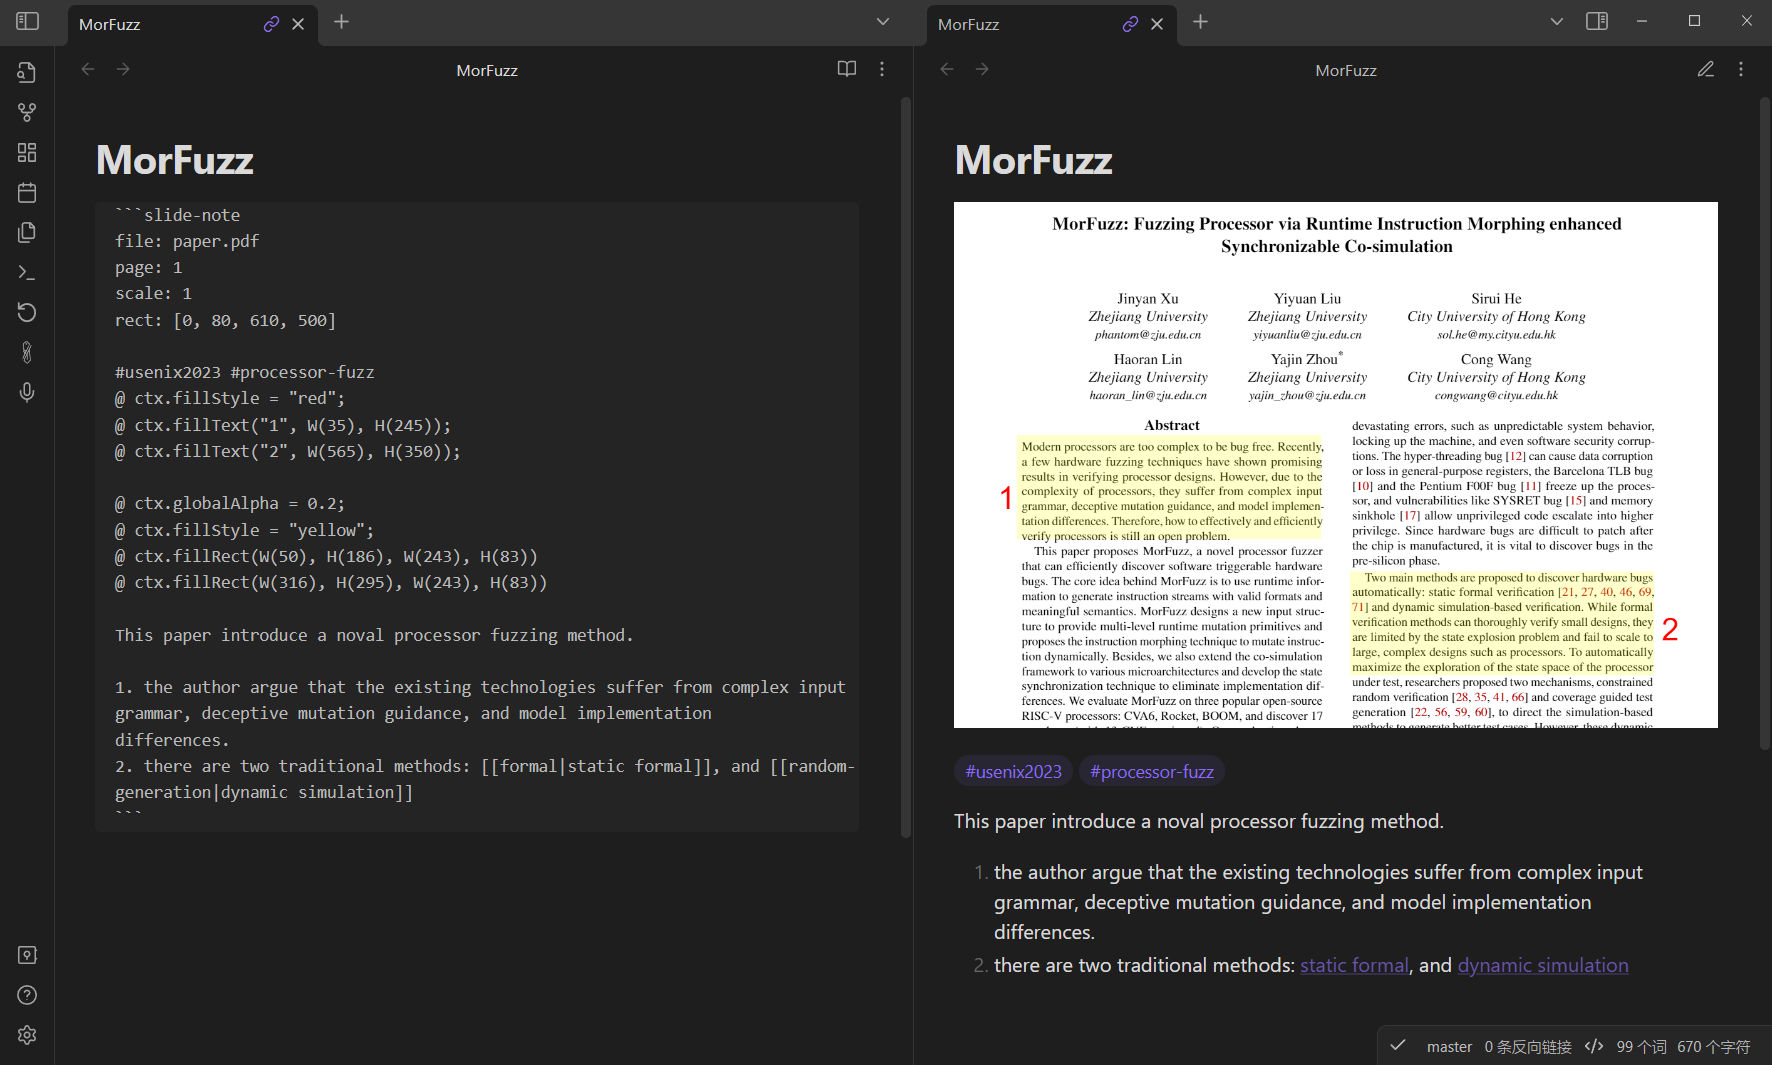 MorFuzz
MorFuzz
MorFuzz
MorFuzz
```slide-note
file: paper.pdf
page: 1
scale: 1
rect: [0, 80, 610, 500]
#usenix2023 #processor-fuzz
@ ctx.fillStyle = "red";
@ ctx.fillText("1", W(35), H(245));
@ ctx.fillText("2", W(565), H(350));
@ ctx.globalAlpha = 0.2;
@ ctx.fillStyle = "yellow";
@ ctx.fillRect(W(50), H(186), W(243), H(83))
@ ctx.fillRect(W(316), H(295), W(243), H(83))
This paper introduce a noval processor fuzzing method.
1. the author argue that the existing technologies suffer from complex input
grammar, deceptive mutation guidance, and model implementation
differences.
2. there are two traditional methods: [[formal|static formal]], and [[random-
generation|dynamic simulation]]
```
MorFuzz
MorFuzz
MorFuzz: Fuzzing Processor via Runtime Instruction Morphing enhanced
Synchronizable Co-simulation
Jinyan Xu
Zhejiang University
phantom@zju.edu.cn
Yiyuan Liu
Zhejiang University
yiyuanliu@zju.edu.cn
Sirui He
City University of Hong Kong
sol.he@my.cityu.edu.hk
Haoran Lin
Zhejiang University
haoran_lin@zju.edu.cn
Yajin Zhou*
Zhejiang University
yajin_zhou@zju.edu.cn
Cong Wang
City University of Hong Kong
congwang@cityu.edu.hk
Abstract
Modern processors are too complex to be bug free. Recently,
a few hardware fuzzing techniques have shown promising
results in verifying processor designs. However, due to the
complexity of processors, they suffer from complex input
grammar, deceptive mutation guidance, and model implemen-
tation differences. Therefore, how to effectively and efficiently
verify processors is still an open problem.
1
This paper proposes MorFuzz, a novel processor fuzzer
that can efficiently discover software triggerable hardware
bugs. The core idea behind MorFuzz is to use runtime infor-
mation to generate instruction streams with valid formats and
meaningful semantics. MorFuzz designs a new input struc-
ture to provide multi-level runtime mutation primitives and
proposes the instruction morphing technique to mutate instruc-
tion dynamically. Besides, we also extend the co-simulation
framework to various microarchitectures and develop the state
synchronization technique to eliminate implementation dif-
ferences. We evaluate MorFuzz on three popular open-source
RISC-V processors: CVA6, Rocket, BOOM, and discover 17
devastating errors, such as unpredictable system behavior,
locking up the machine, and even software security corrup-
tions. The hyper-threading bug [12] can cause data corruption
or loss in general-purpose registers, the Barcelona TLB bug
[10] and the Pentium F00F bug [11] freeze up the proces-
sor, and vulnerabilities like SYSRET bug [15] and memory
sinkhole [17] allow unprivileged code escalate into higher
privilege. Since hardware bugs are difficult to patch after
the chip is manufactured, it is vital to discover bugs in the
pre-silicon phase.
Two main methods are proposed to discover hardware bugs
automatically: static formal verification [21, 27, 40, 46, 69,
71] and dynamic simulation-based verification. While formal
verification methods can thoroughly verify small designs, they
are limited by the state explosion problem and fail to scale to
large, complex designs such as processors. To automatically
maximize the exploration of the state space of the processor
2
under test, researchers proposed two mechanisms, constrained
random verification [28, 35, 41, 66] and coverage guided test
generation [22, 56, 59, 60], to direct the simulation-based
methods to generate better test cases. However, these dynamic
#usenix2023 #processor-fuzz
This paper introduce a noval processor fuzzing method.
1. the author argue that the existing technologies suffer from complex input
grammar, deceptive mutation guidance, and model implementation
differences.
2. there are two traditional methods: static formal, and dynamic simulation
master 0 条反向链接 </> 99 个词 670 个字符